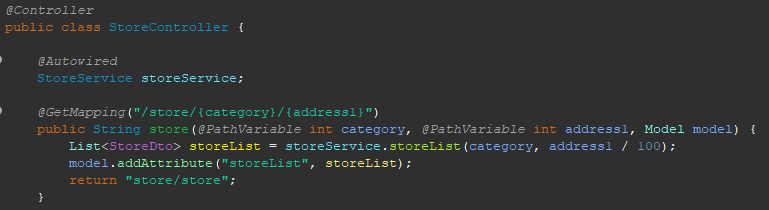 @Controller
public class StoreController {
@Autowired
StoreService storeService;
@GetMapping("/store/{category}/{address1}")
public String store(@PathVariable int category, @PathVariable int address1, Model model) {
List<StoreDto> storeList = storeService.storeList(category, address1 / 100);
model.addAttribute("storeList", storeList);
return "store/store";
}